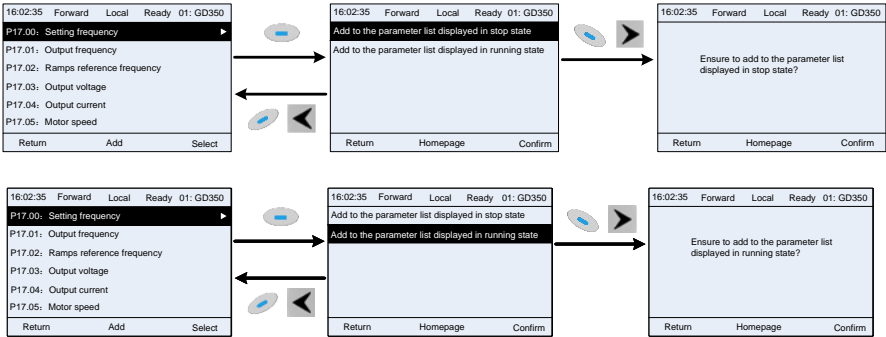 16:02:35 Forward Local Ready 01: GD350
P17.00: Setting frequency
P17.01: Output frequency
P17.02: Ramps reference frequency
P17.03: Output voltage
P17.04: Output current
P17.05: Motor speed
Return Add Select
16:02:35 Forward Local Ready 01: GD350
Add to the parameter list displayed in stop state
Add to the parameter list displayed in running state
Return Homepage Confirm
16:02:35 Forward Local Ready 01: GD350
Ensure to add to the parameter list
displayed in stop state?
Return Homepage Confirm
16:02:35 Forward Local Ready 01: GD350
P17.00: Setting frequency
P17.01: Output frequency
P17.02: Ramps reference frequency
P17.03: Output voltage
P17.04: Output current
P17.05: Motor speed
Return Add Select
16:02:35 Forward Local Ready 01: GD350
Add to the parameter list displayed in stop state
Add to the parameter list displayed in running state
Return Homepage Confirm
16:02:35 Forward Local Ready 01: GD350
Ensure to add to the parameter list
displayed in running state?
Return Homepage Confirm